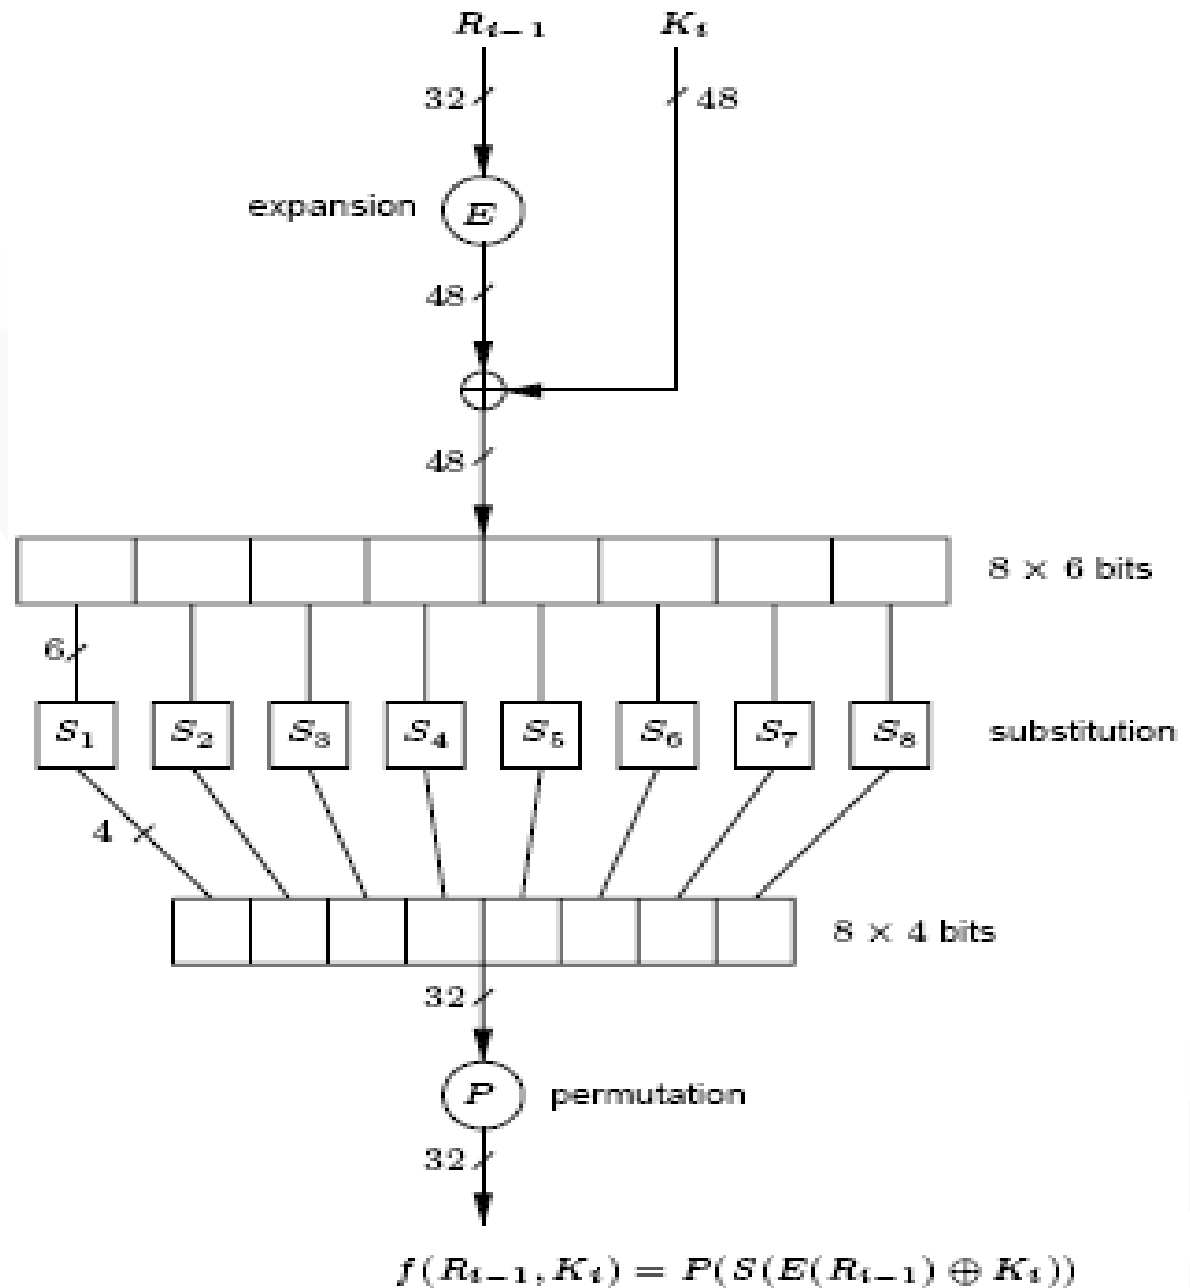 R_{i-1} K_i
32 48
expansion E
48
48
8 × 6 bits
6
S_1 S_2 S_3 S_4 S_5 S_6 S_7 S_8 substitution
4
8 × 4 bits
32
P permutation
32
f(R_{i-1}, K_i) = P(S(E(R_{i-1}) ⊕ K_i))